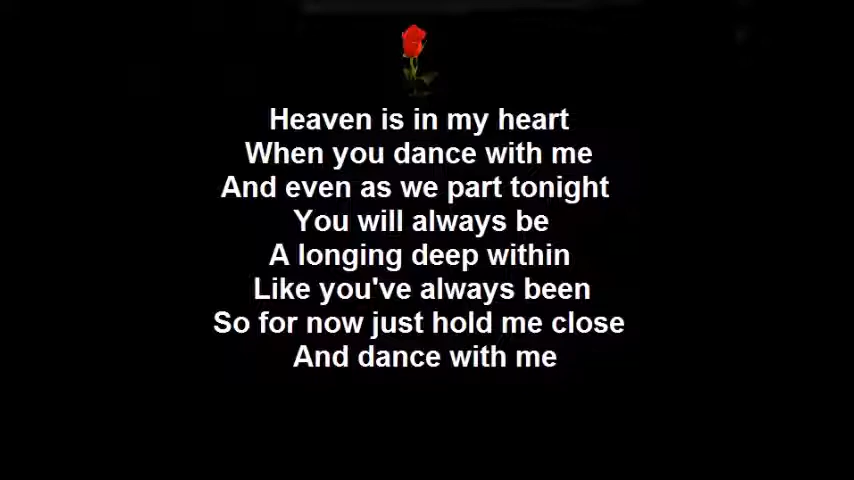 Heaven is in my heart
When you dance with me
And even as we part tonight
You will always be
A longing deep within
Like you've always been
So for now just hold me close
And dance with me